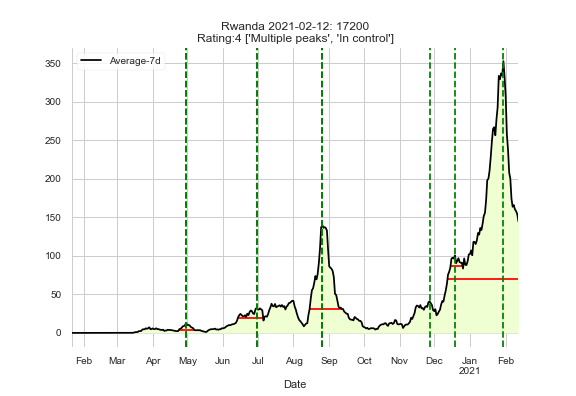 Rwanda 2021-02-12: 17200
Rating:4 ['Multiple peaks', 'In control']
Average-7d
350
300
250
200
150
100
50
0
Feb Mar Apr May Jun Jul Aug Sep Oct Nov Dec Jan Feb
2021
Date